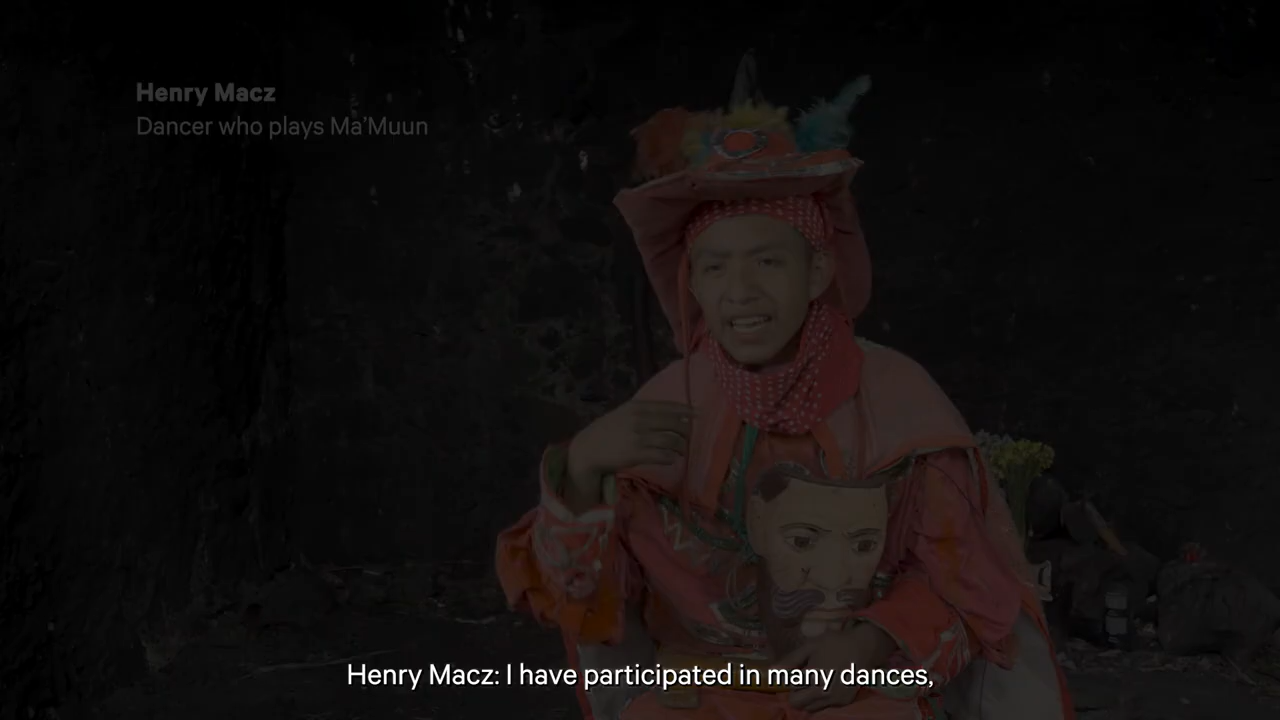 Henry Macz
Dancer who plays Ma'Muun
Henry Macz: I have participated in many dances,